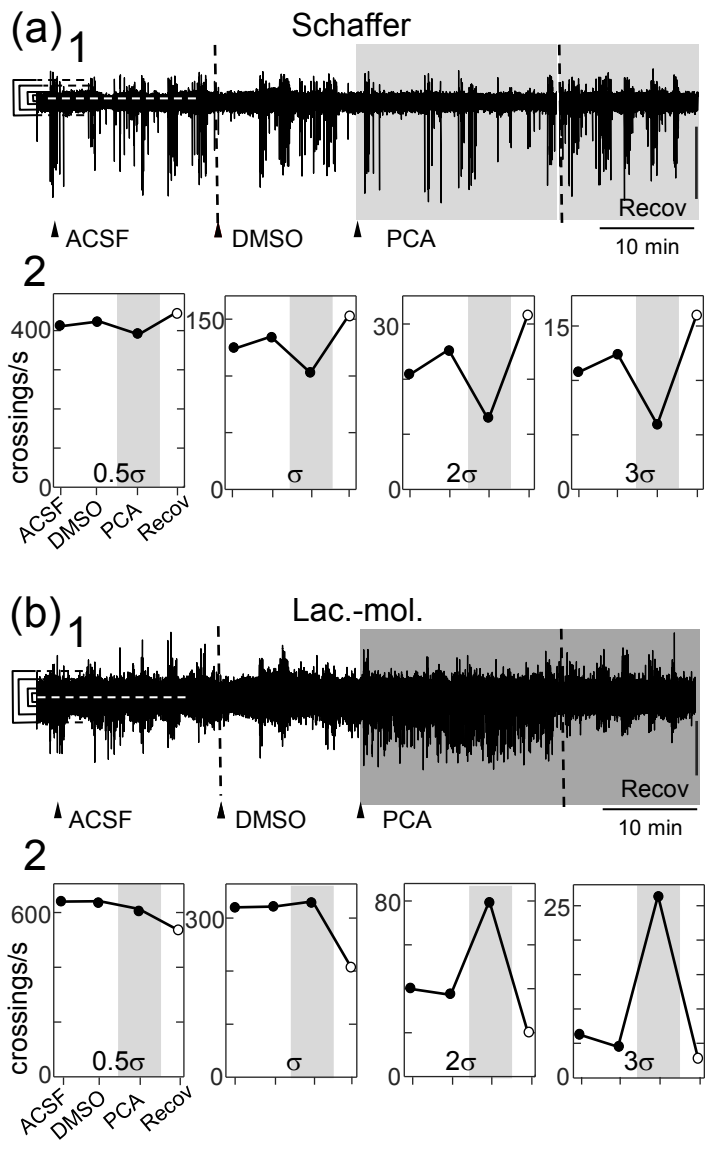 (a) 1 Schaffer
Recov
ACSF DMSO PCA 10 min
2
crossings/s
400 0 0.5σ
150 0 σ
30 0 2σ
15 0 3σ
ACSF DMSO PCA Recov
(b) 1 Lac.-mol.
Recov
ACSF DMSO PCA 10 min
2
crossings/s
600 0 0.5σ
300 0 σ
80 0 2σ
25 0 3σ
ACSF DMSO PCA Recov